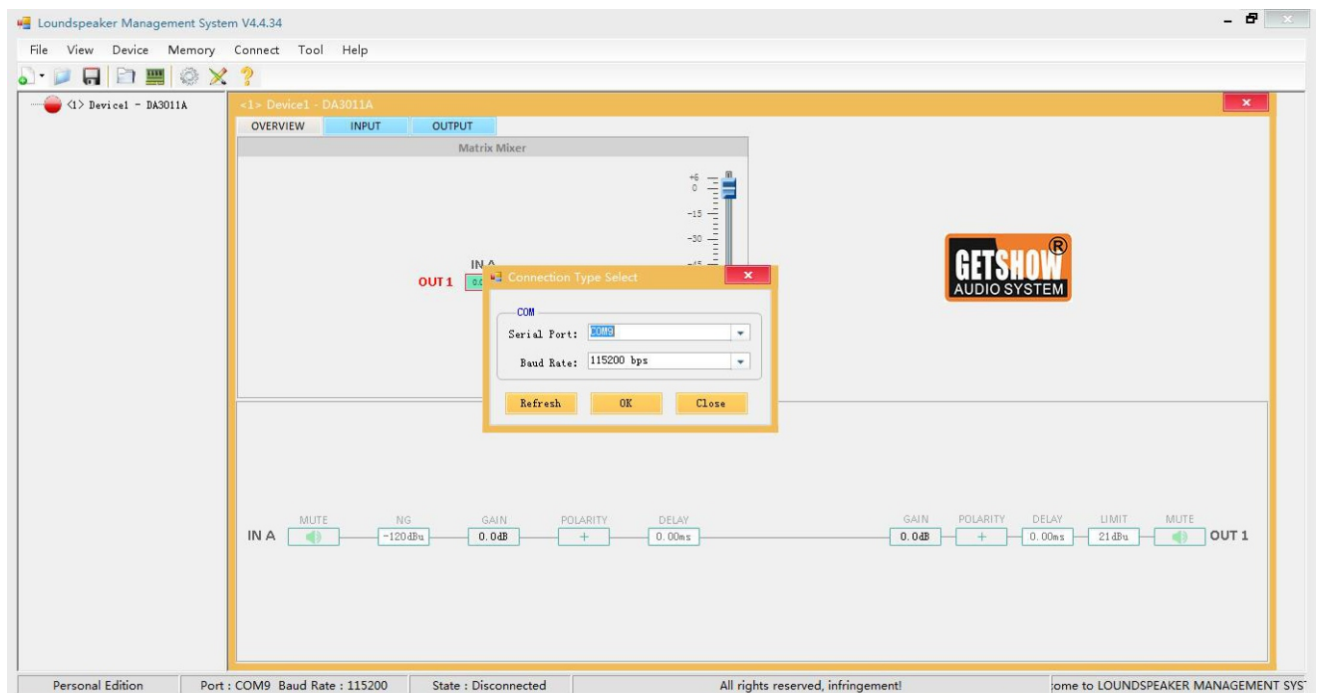 Loundspeaker Management System V4.4.34
File View Device Memory Connect Tool Help
<1> Device1 - DA3011A
<1> Device1 - DA3011A
OVERVIEW INPUT OUTPUT
Matrix Mixer
+6
0
-15
-30
-45
IN A
OUT 1
GETSHOW®
AUDIO SYSTEM
Connection Type Select
COM
Serial Port: COM9
Baud Rate: 115200 bps
Refresh OK Close
MUTE NG GAIN POLARITY DELAY GAIN POLARITY DELAY LIMIT MUTE
IN A -120dBu 0.0dB + 0.00ms 0.0dB + 0.00ms 21dBu OUT 1
Personal Edition Port : COM9 Baud Rate : 115200 State : Disconnected All rights reserved, infringement! ome to LOUNDSPEAKER MANAGEMENT SYS